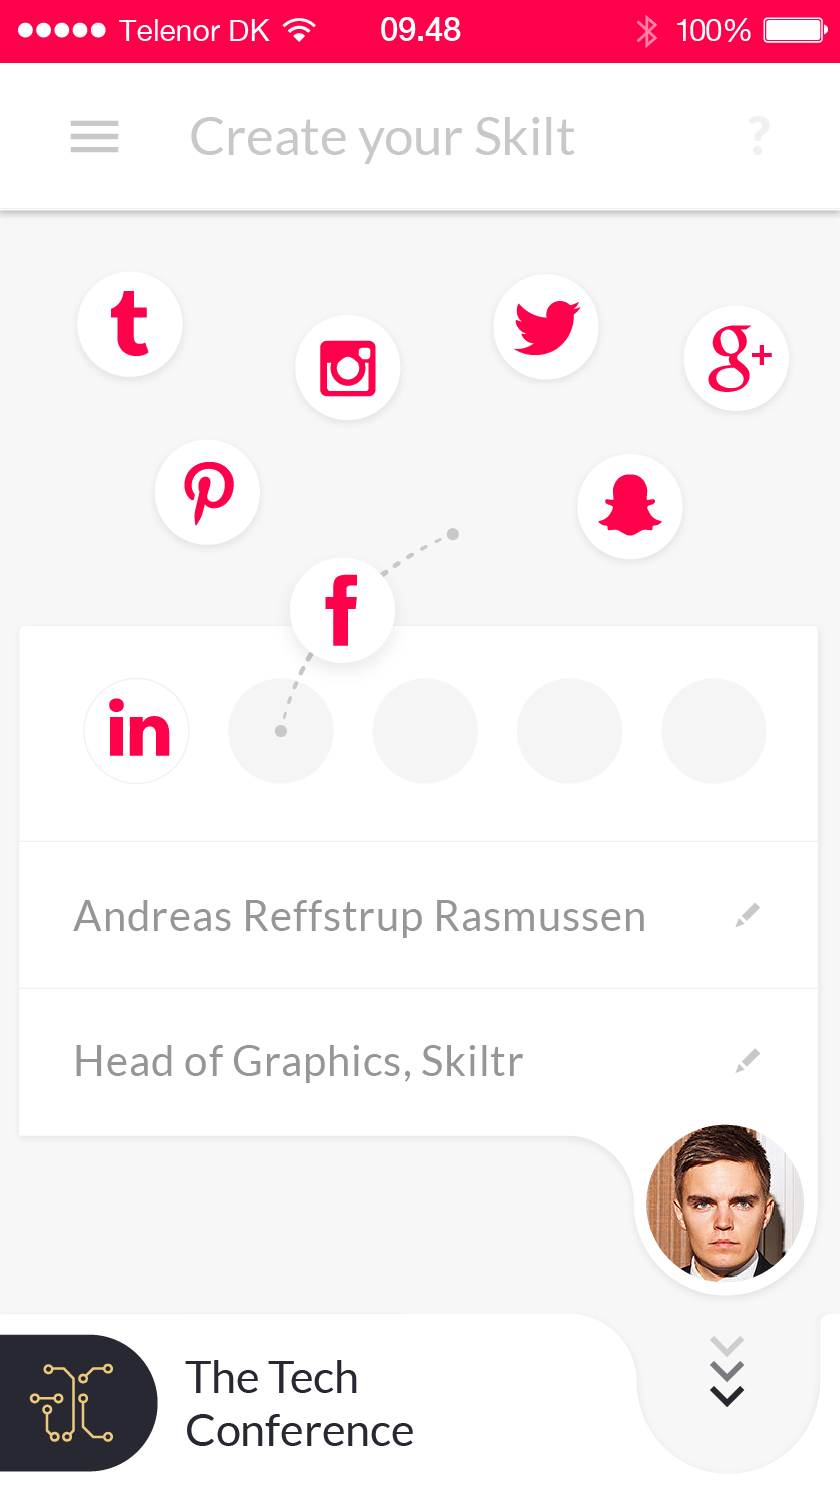 Telenor DK 09.48 100%
Create your Skilt ?
t
g+
f
in
Andreas Reffstrup Rasmussen
Head of Graphics, Skiltr
The Tech
Conference